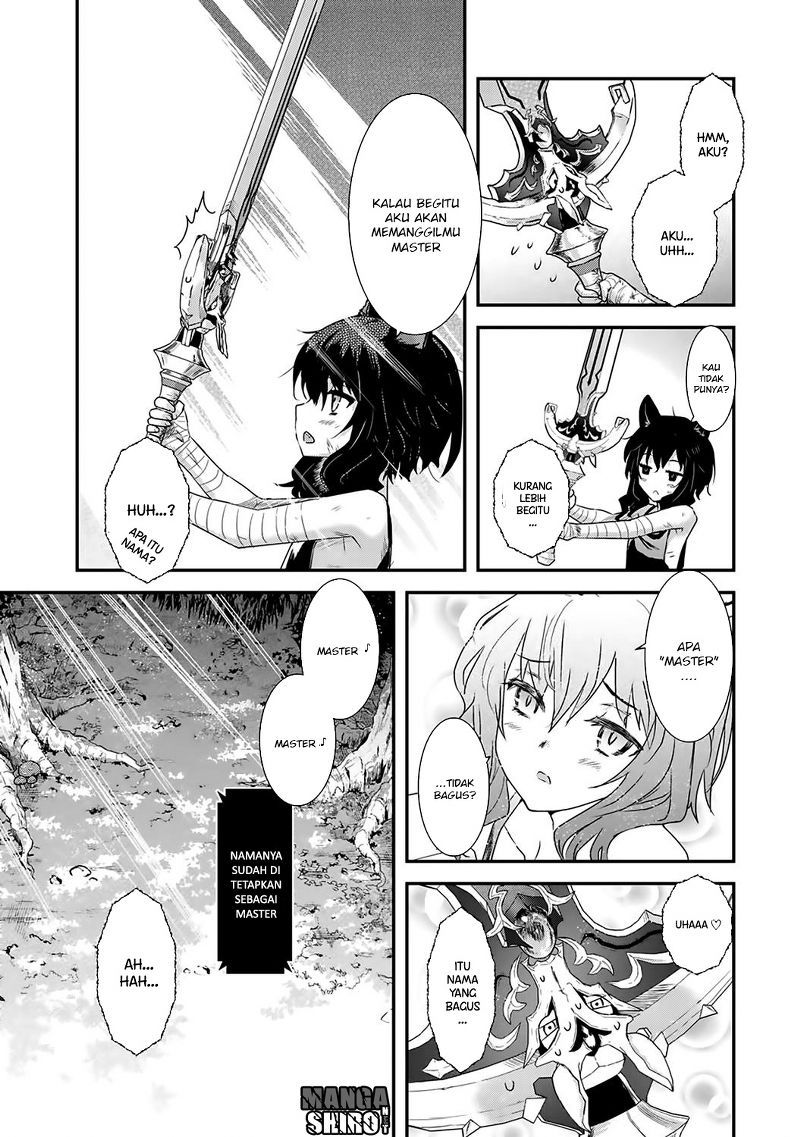 HMM,
AKU?
AKU...
UHH...
KAU
TIDAK
PUNYA?
KURANG
LEBIH
BEGITU
...
KALAU BEGITU
AKU AKAN
MEMANGGILMU
MASTER
HUH...?
APA ITU
NAMA?
APA
"MASTER"
....
...TIDAK
BAGUS?
UHAAA ♡
ITU
NAMA
YANG
BAGUS
...
MASTER ♪
MASTER ♪
NAMANYA
SUDAH DI
TETAPKAN
SEBAGAI
MASTER
AH...
HAH...
MANGA
SHIRO
NET